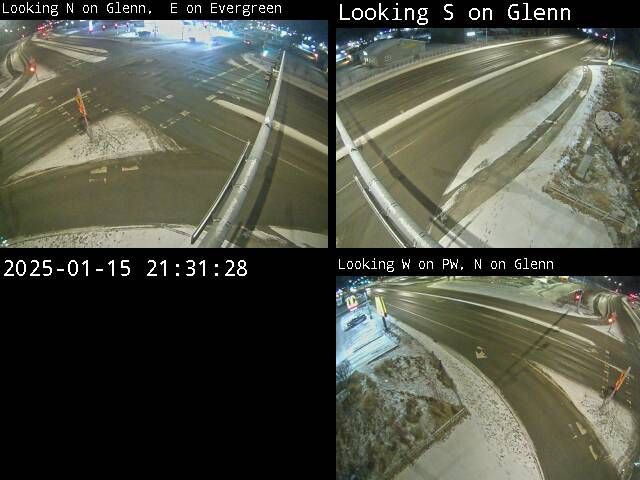 Looking N on Glenn,  E on Evergreen
Looking S on Glenn
2025-01-15 21:31:28
Looking W on PW, N on Glenn